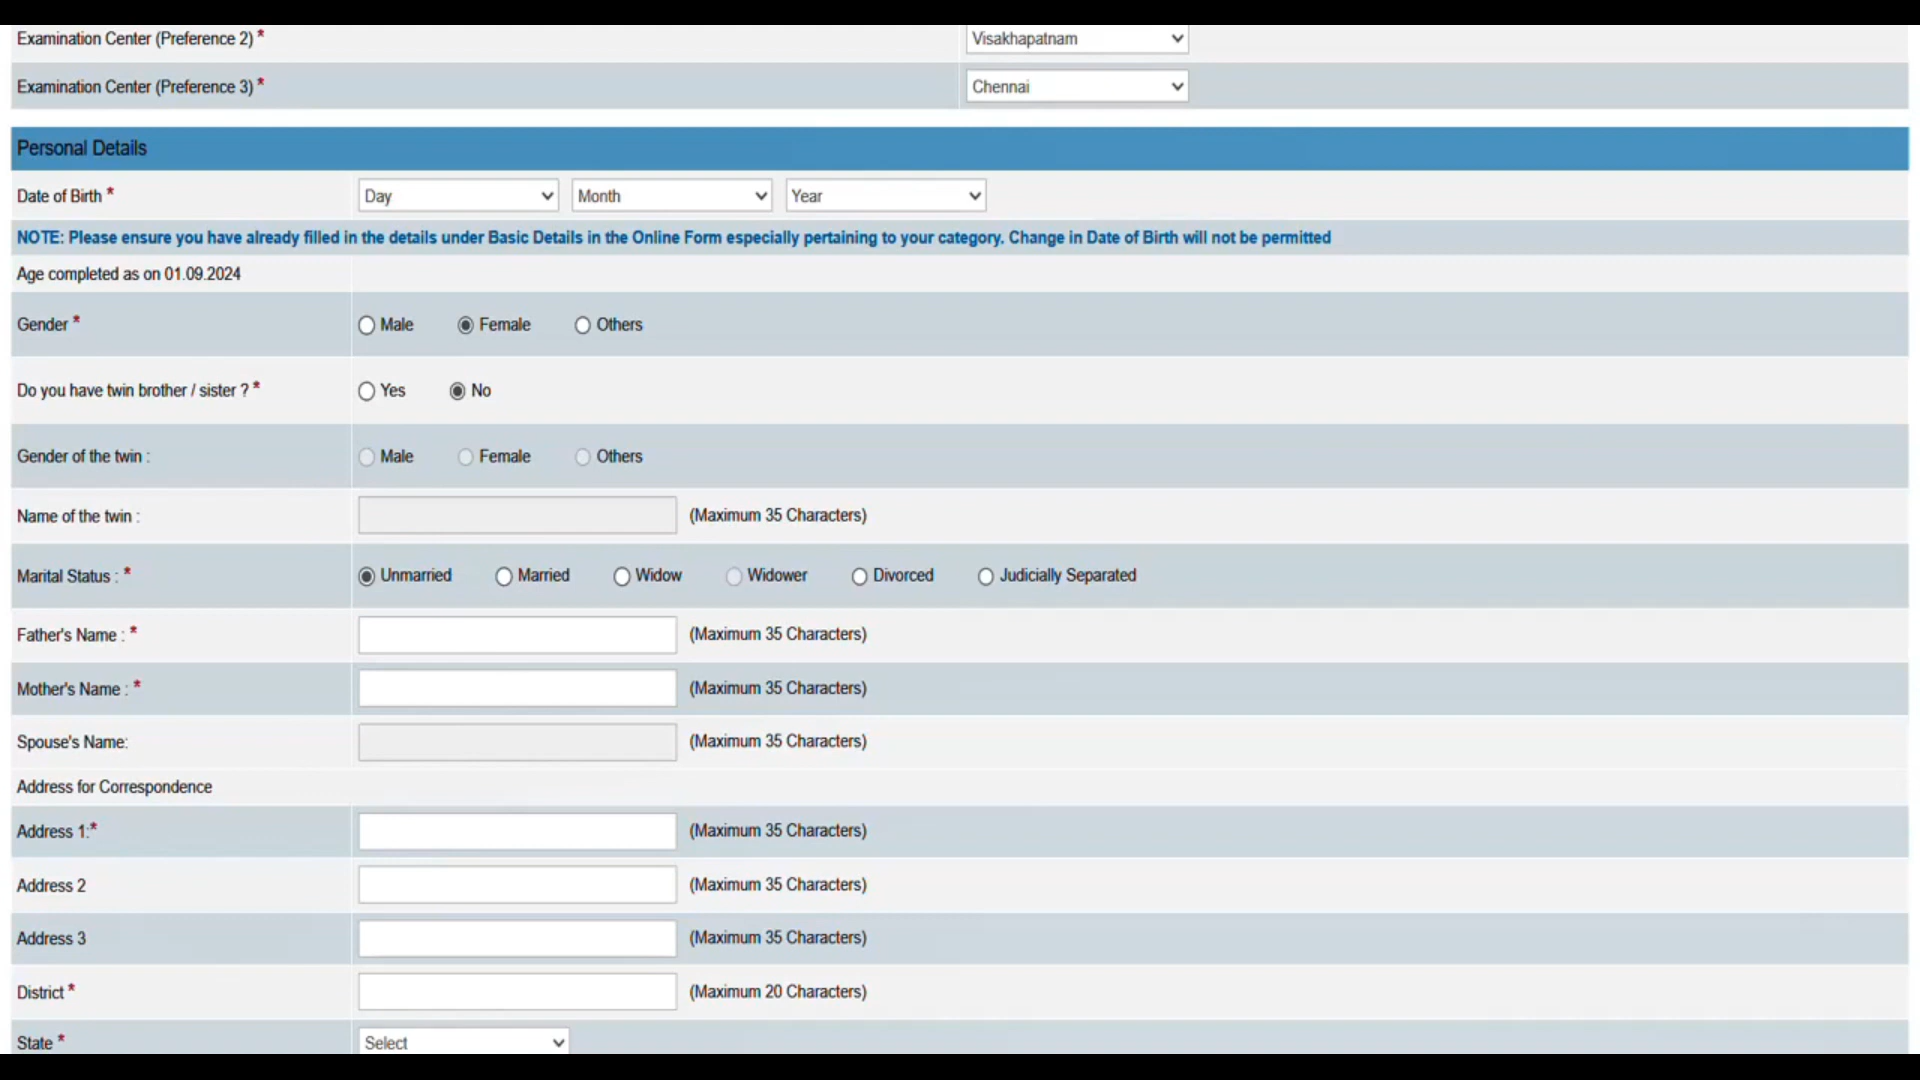 Examination Center (Preference 2) * Visakhapatnam
Examination Center (Preference 3) * Chennai
Personal Details
Date of Birth * Day Month Year
NOTE: Please ensure you have already filled in the details under Basic Details in the Online Form especially pertaining to your category. Change in Date of Birth will not be permitted
Age completed as on 01.09.2024
Gender * Male Female Others
Do you have twin brother / sister ? * Yes No
Gender of the twin : Male Female Others
Name of the twin : (Maximum 35 Characters)
Marital Status : * Unmarried Married Widow Widower Divorced Judicially Separated
Father's Name : * (Maximum 35 Characters)
Mother's Name : * (Maximum 35 Characters)
Spouse's Name: (Maximum 35 Characters)
Address for Correspondence
Address 1:* (Maximum 35 Characters)
Address 2 (Maximum 35 Characters)
Address 3 (Maximum 35 Characters)
District * (Maximum 20 Characters)
State * Select